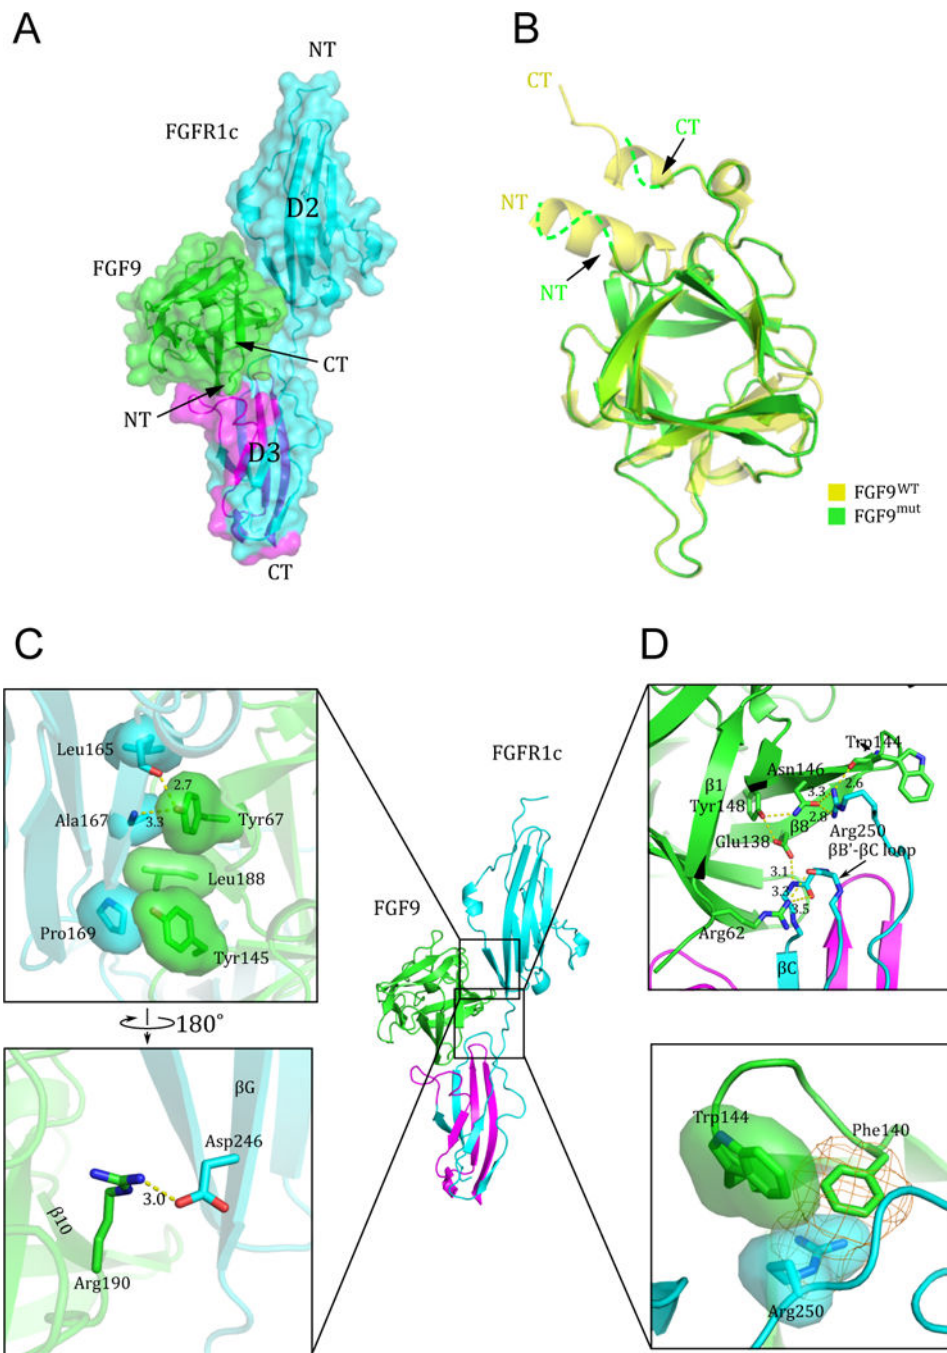 A
NT
FGFR1c
D2
FGF9
CT
NT
D3
CT
B
CT
CT
NT
NT
FGF9WT
FGF9mut
C
Leu165
2.7
Ala167
3.3
Tyr67
Leu188
Pro169
Tyr145
180°
βG
Asp246
3.0
β10
Arg190
FGFR1c
FGF9
D
Trp144
Asn146
β1
3.3
2.6
Tyr148
2.8
β8
Arg250
Glu138
βB'-βC loop
3.1
3.5
Arg62
βC
Trp144
Phe140
Arg250